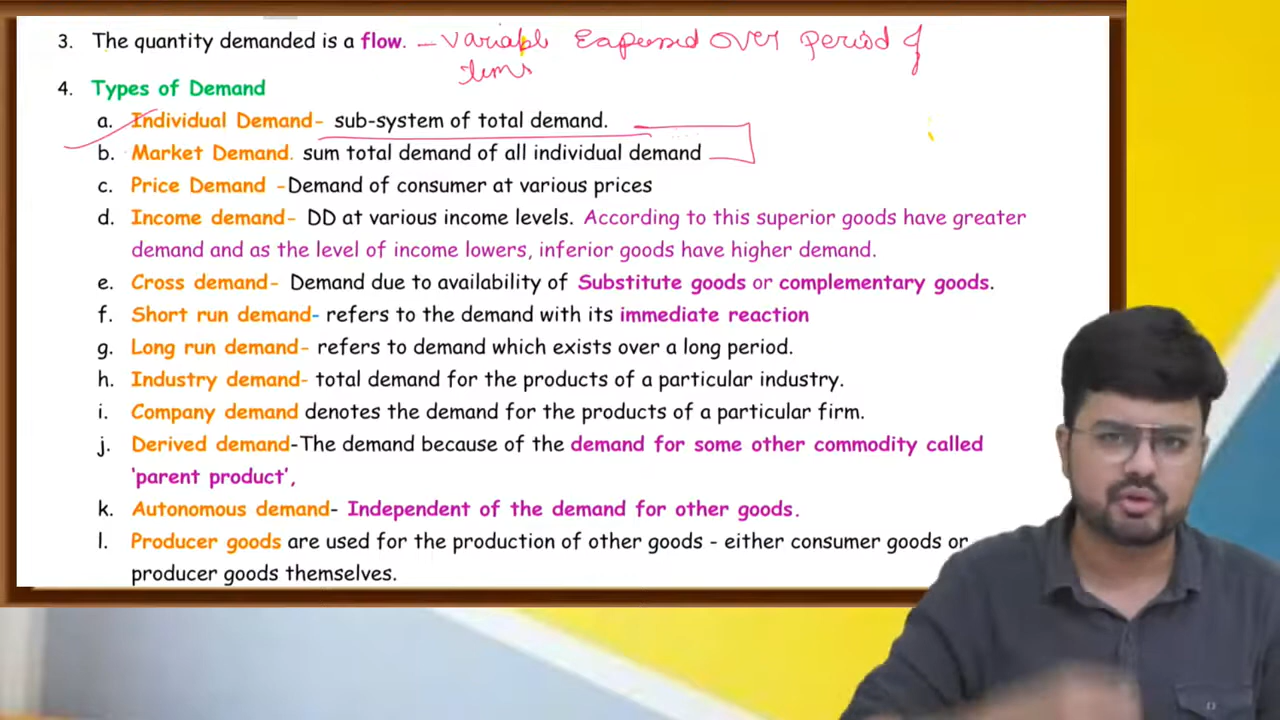 3. The quantity demanded is a flow. – Variable Expressed over period of
time
4. Types of Demand
a. Individual Demand- sub-system of total demand.
b. Market Demand. sum total demand of all individual demand
c. Price Demand -Demand of consumer at various prices
d. Income demand- DD at various income levels. According to this superior goods have greater
demand and as the level of income lowers, inferior goods have higher demand.
e. Cross demand- Demand due to availability of Substitute goods or complementary goods.
f. Short run demand- refers to the demand with its immediate reaction
g. Long run demand- refers to demand which exists over a long period.
h. Industry demand- total demand for the products of a particular industry.
i. Company demand denotes the demand for the products of a particular firm.
j. Derived demand-The demand because of the demand for some other commodity called
'parent product',
k. Autonomous demand- Independent of the demand for other goods.
l. Producer goods are used for the production of other goods - either consumer goods or
producer goods themselves.